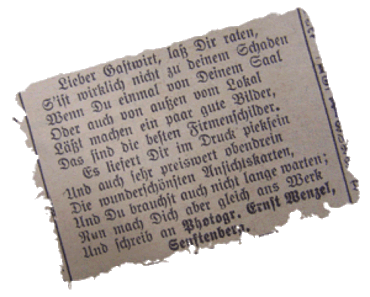 Lieber Gastwirt, laß Dir raten,
S'ist wirklich nicht zu deinem Schaden
Wenn Du einmal von Deinem Saal
Oder auch von außen vom Lokal
Läßt machen ein paar gute Bilder,
Das sind die besten Firmenschilder.
Es liefert Dir im Druck piekfein
Und auch sehr preiswert obendrein
Die wunderschönsten Ansichtskarten,
Und Du brauchst auch nicht lange warten;
Nun mach Dich aber gleich ans Werk
Und schreib an Photogr. Ernst Wenzel,
Senftenberg.